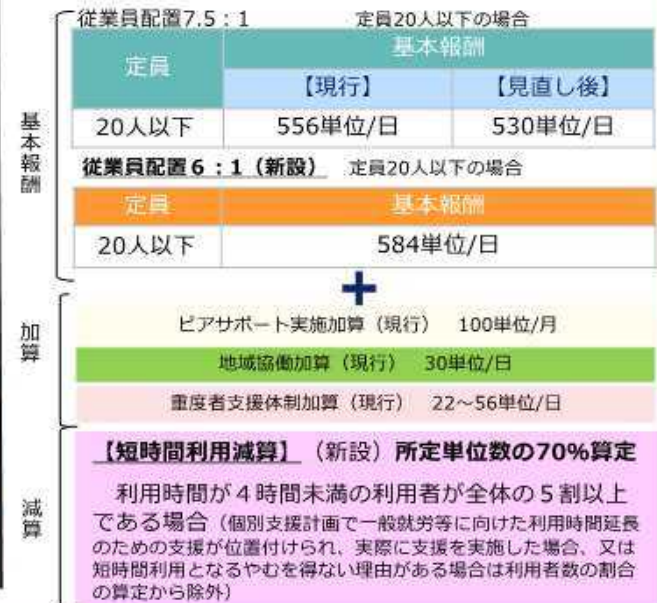 従業員配置7.5：1　定員20人以下の場合
定員
基本報酬
【現行】　【見直し後】
20人以下　556単位/日　530単位/日
基本報酬
従業員配置６：1（新設）　定員20人以下の場合
定員　基本報酬
20人以下　584単位/日
+
加算
ピアサポート実施加算（現行）　100単位/月
地域協働加算（現行）　30単位/日
重度者支援体制加算（現行）　22～56単位/日
減算
【短時間利用減算】（新設）所定単位数の70%算定
利用時間が４時間未満の利用者が全体の５割以上
である場合（個別支援計画で一般就労等に向けた利用時間延長
のための支援が位置付けられ、実際に支援を実施した場合、又は
短時間利用となるやむを得ない理由がある場合は利用者数の割合
の算定から除外）